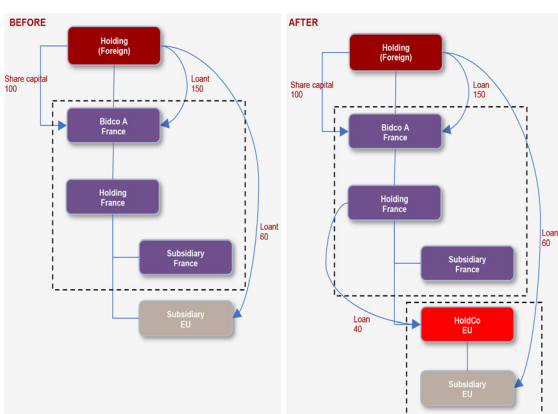 BEFORE
Holding
(Foreign)
Share capital
100
Loant
150
Bidco A
France
Holding
France
Loant
60
Subsidiary
France
Subsidiary
EU
AFTER
Holding
(Foreign)
Share capital
100
Loan
150
Bidco A
France
Holding
France
Loan
60
Subsidiary
France
Loan
40
HoldCo
EU
Subsidiary
EU